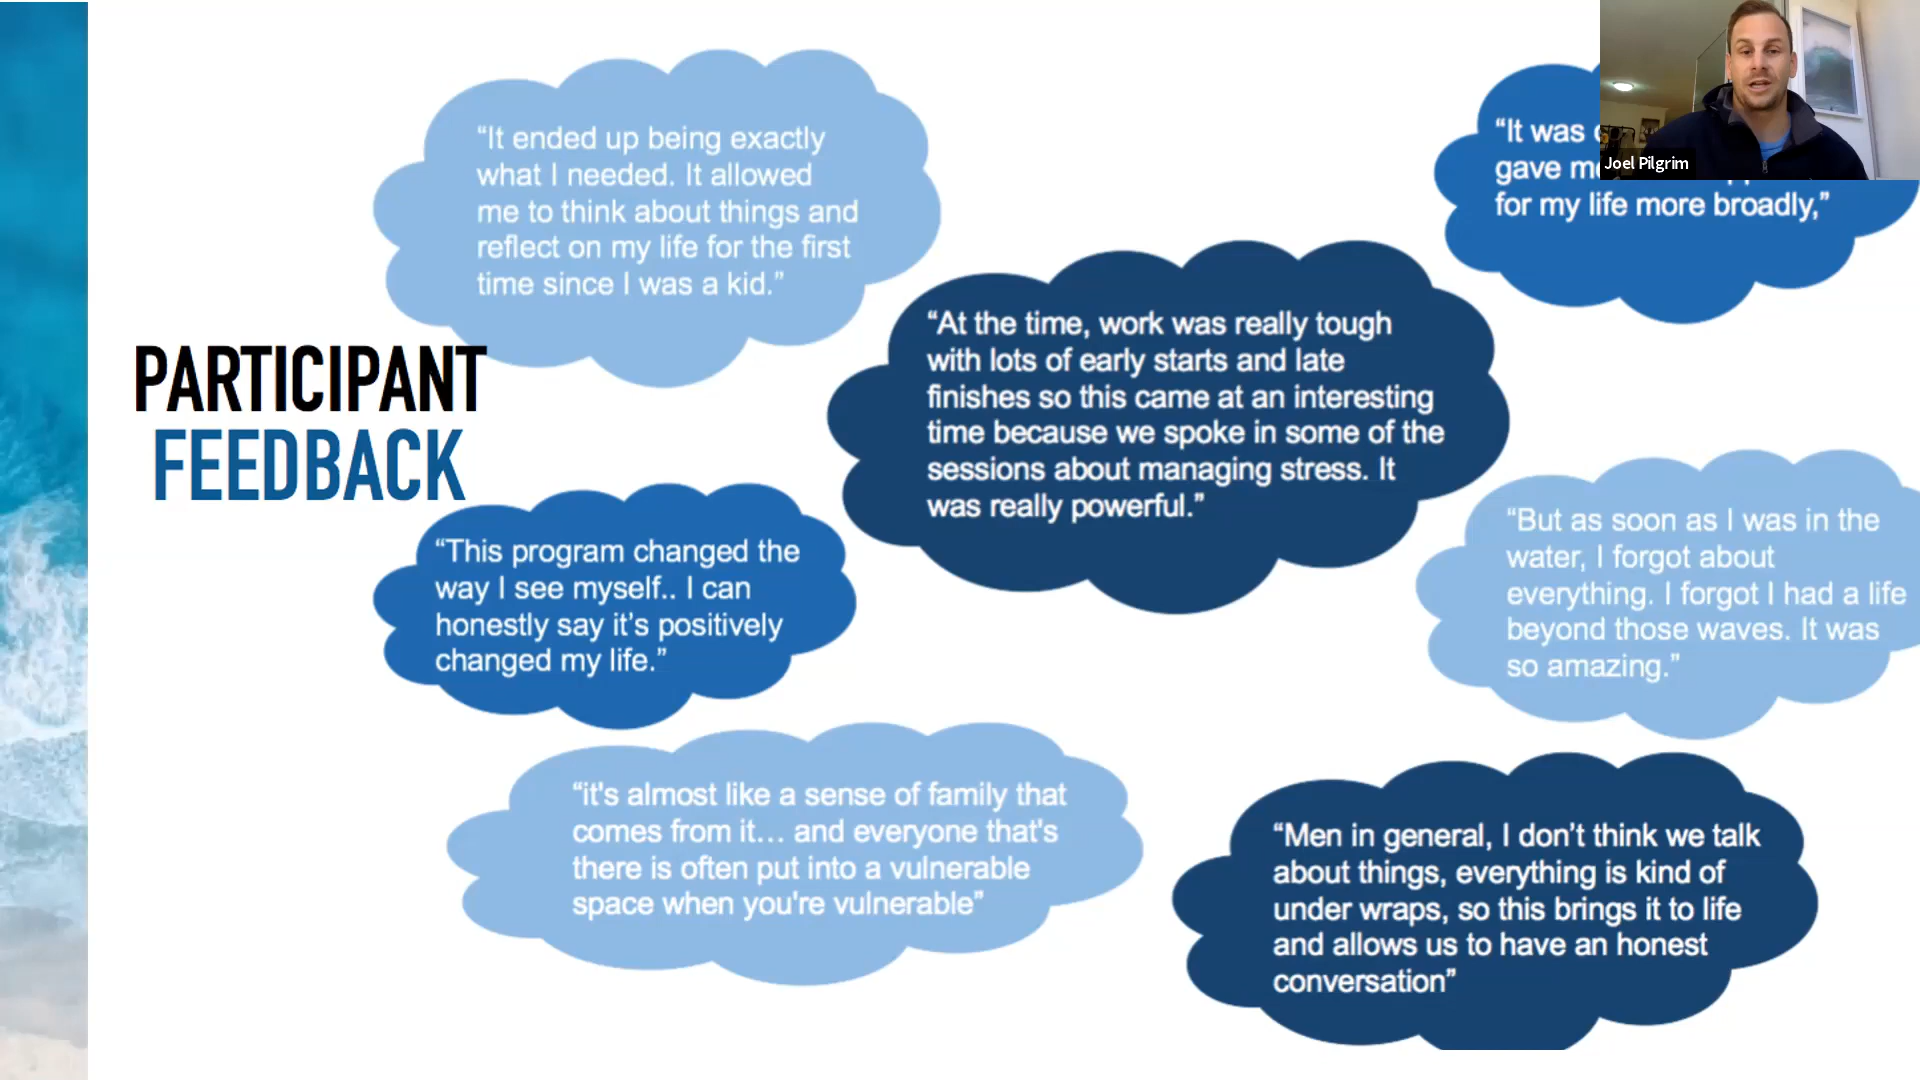 PARTICIPANT
FEEDBACK
“It ended up being exactly
what I needed. It allowed
me to think about things and
reflect on my life for the first
time since I was a kid.”
“It was
gave
for my life more broadly,”
Joel Pilgrim
“At the time, work was really tough
with lots of early starts and late
finishes so this came at an interesting
time because we spoke in some of the
sessions about managing stress. It
was really powerful.”
“This program changed the
way I see myself.. I can
honestly say it’s positively
changed my life.”
“But as soon as I was in the
water, I forgot about
everything. I forgot I had a life
beyond those waves. It was
so amazing.”
“it's almost like a sense of family that
comes from it… and everyone that's
there is often put into a vulnerable
space when you're vulnerable”
“Men in general, I don’t think we talk
about things, everything is kind of
under wraps, so this brings it to life
and allows us to have an honest
conversation”